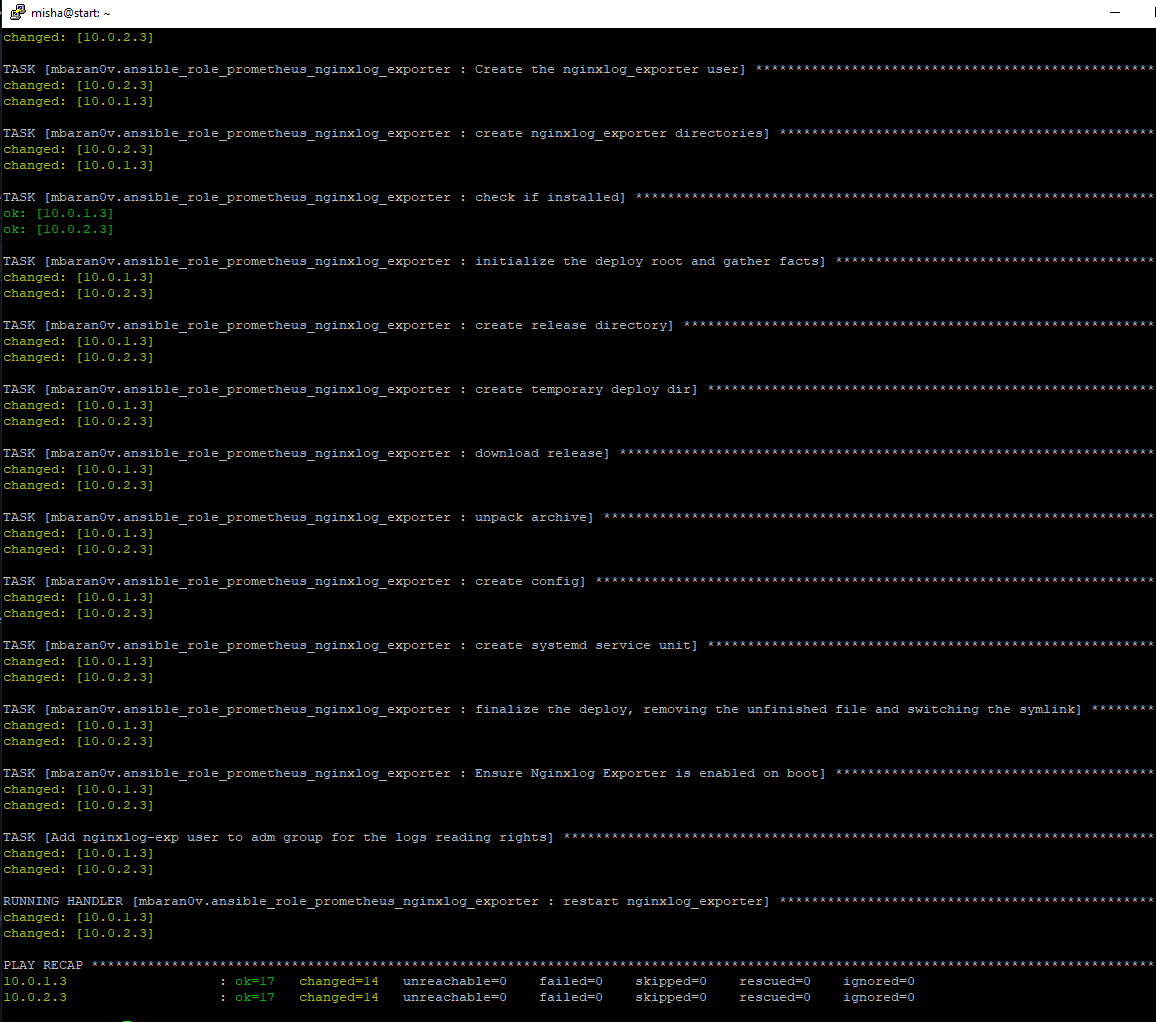 misha@start: ~
changed: [10.0.2.3]
TASK [mbaran0v.ansible_role_prometheus_nginxlog_exporter : Create the nginxlog_exporter user] **************************************************
changed: [10.0.2.3]
changed: [10.0.1.3]
TASK [mbaran0v.ansible_role_prometheus_nginxlog_exporter : create nginxlog_exporter directories] ***********************************************
changed: [10.0.2.3]
changed: [10.0.1.3]
TASK [mbaran0v.ansible_role_prometheus_nginxlog_exporter : check if installed] *****************************************************************
ok: [10.0.1.3]
ok: [10.0.2.3]
TASK [mbaran0v.ansible_role_prometheus_nginxlog_exporter : initialize the deploy root and gather facts] ****************************************
changed: [10.0.1.3]
changed: [10.0.2.3]
TASK [mbaran0v.ansible_role_prometheus_nginxlog_exporter : create release directory] ***********************************************************
changed: [10.0.1.3]
changed: [10.0.2.3]
TASK [mbaran0v.ansible_role_prometheus_nginxlog_exporter : create temporary deploy dir] ********************************************************
changed: [10.0.1.3]
changed: [10.0.2.3]
TASK [mbaran0v.ansible_role_prometheus_nginxlog_exporter : download release] *******************************************************************
changed: [10.0.1.3]
changed: [10.0.2.3]
TASK [mbaran0v.ansible_role_prometheus_nginxlog_exporter : unpack archive] *********************************************************************
changed: [10.0.1.3]
changed: [10.0.2.3]
TASK [mbaran0v.ansible_role_prometheus_nginxlog_exporter : create config] **********************************************************************
changed: [10.0.1.3]
changed: [10.0.2.3]
TASK [mbaran0v.ansible_role_prometheus_nginxlog_exporter : create systemd service unit] ********************************************************
changed: [10.0.1.3]
changed: [10.0.2.3]
TASK [mbaran0v.ansible_role_prometheus_nginxlog_exporter : finalize the deploy, removing the unfinished file and switching the symlink] ********
changed: [10.0.1.3]
changed: [10.0.2.3]
TASK [mbaran0v.ansible_role_prometheus_nginxlog_exporter : Ensure Nginxlog Exporter is enabled on boot] ****************************************
changed: [10.0.1.3]
changed: [10.0.2.3]
TASK [Add nginxlog-exp user to adm group for the logs reading rights] **************************************************************************
changed: [10.0.1.3]
changed: [10.0.2.3]
RUNNING HANDLER [mbaran0v.ansible_role_prometheus_nginxlog_exporter : restart nginxlog_exporter] ***********************************************
changed: [10.0.1.3]
changed: [10.0.2.3]
PLAY RECAP *************************************************************************************************************************************
10.0.1.3 : ok=17 changed=14 unreachable=0 failed=0 skipped=0 rescued=0 ignored=0
10.0.2.3 : ok=17 changed=14 unreachable=0 failed=0 skipped=0 rescued=0 ignored=0